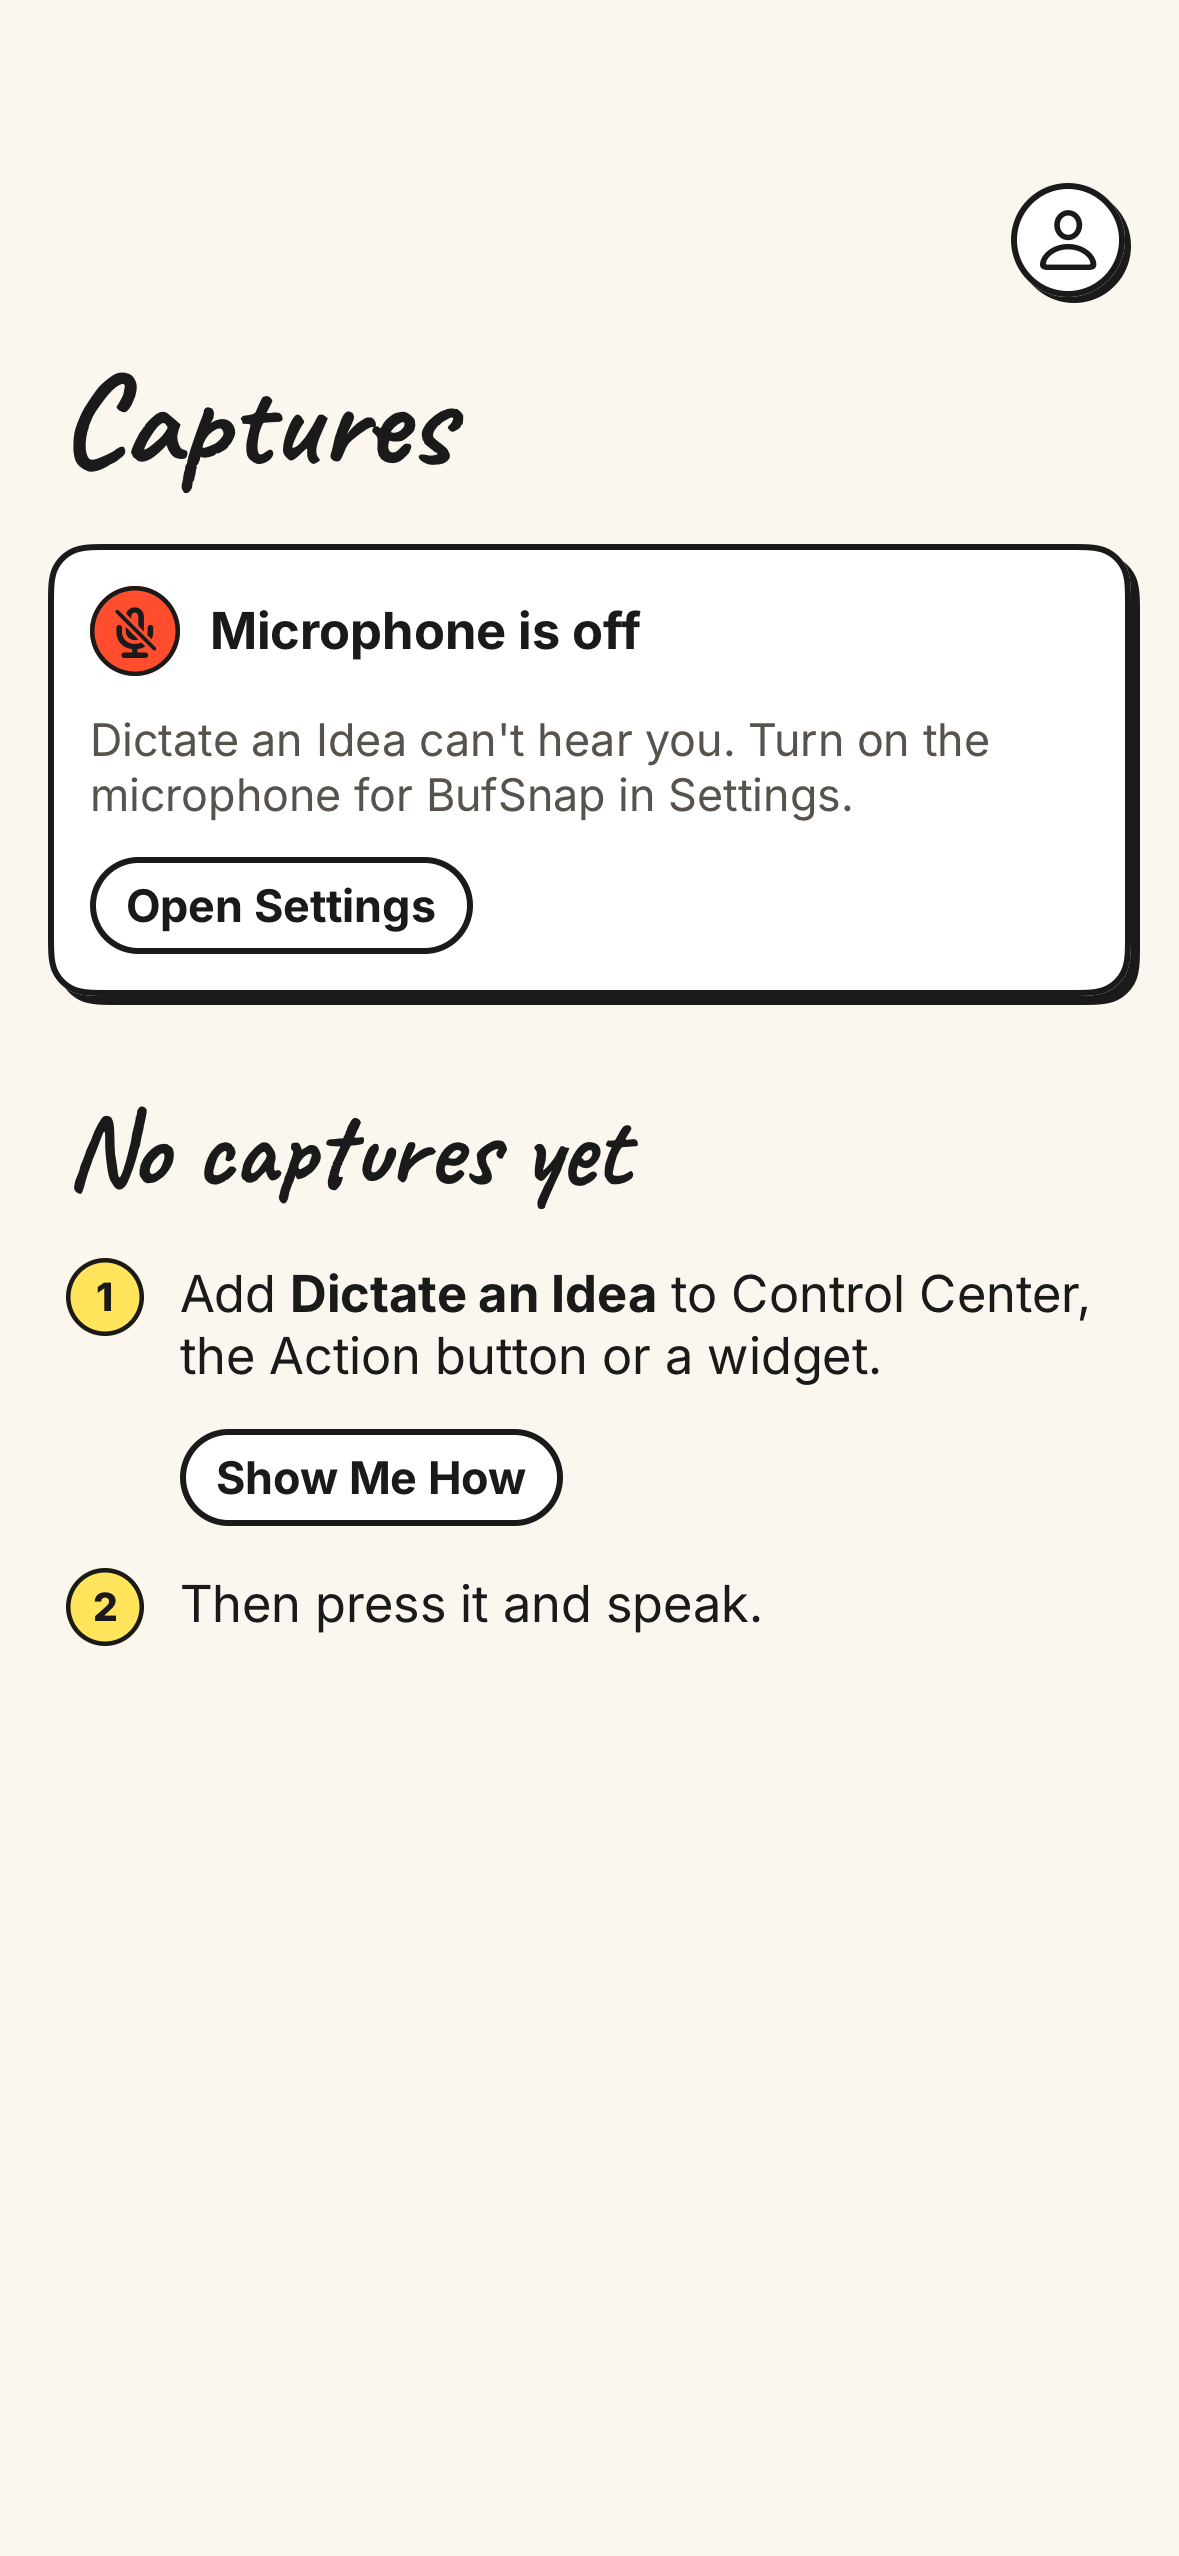 Captures
Microphone is off
Dictate an Idea can't hear you. Turn on the
microphone for BufSnap in Settings.
Open Settings
No captures yet
1
Add Dictate an Idea to Control Center,
the Action button or a widget.
Show Me How
2
Then press it and speak.